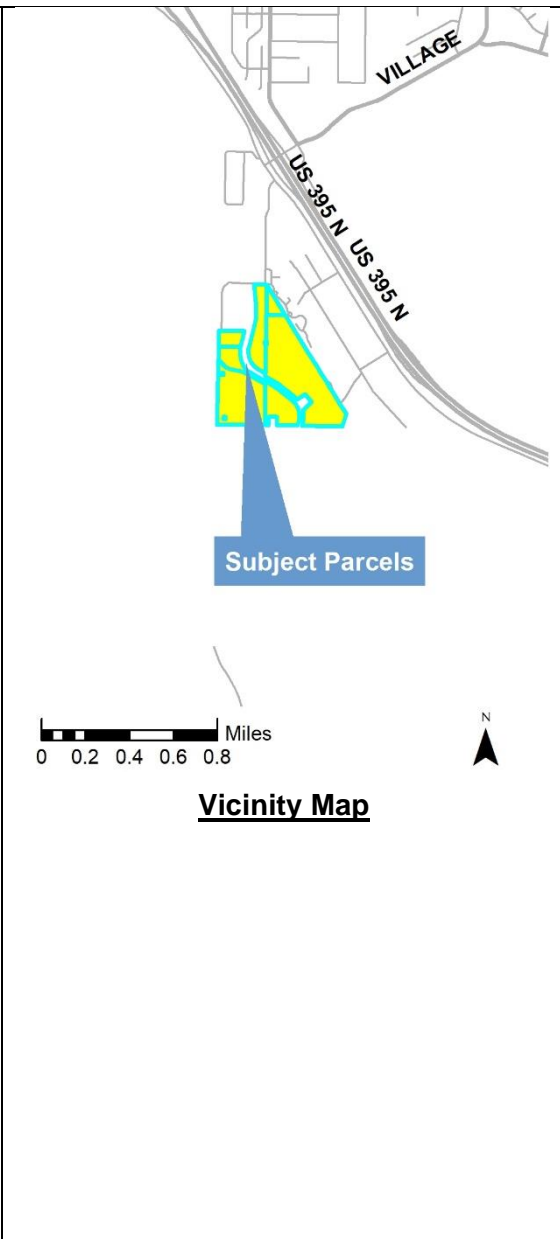 VILLAGE
US 395 N
US 395 N
Subject Parcels
N
Miles
0 0.2 0.4 0.6 0.8
Vicinity Map